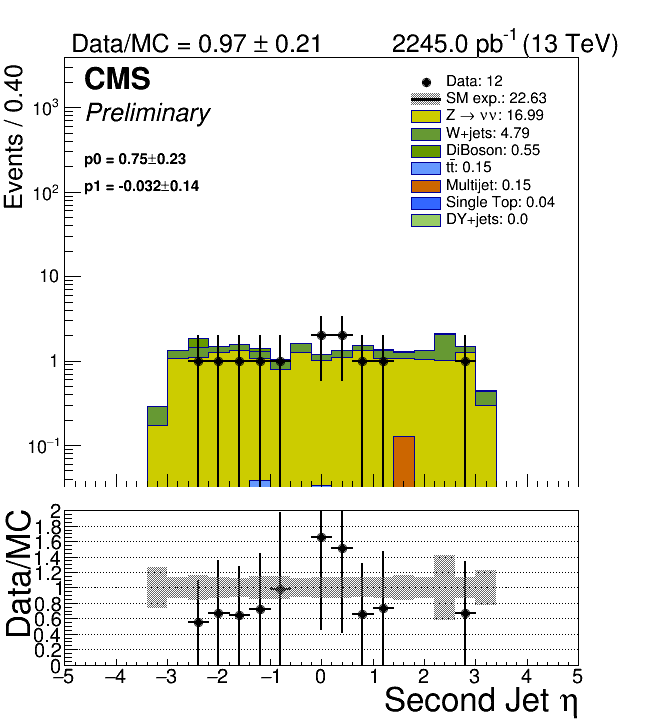 Data/MC = 0.97 ± 0.21 2245.0 pb⁻¹ (13 TeV)
CMS
Preliminary
p0 = 0.75±0.23
p1 = -0.032±0.14
Data: 12
SM exp.: 22.63
Z → νν: 16.99
W+jets: 4.79
DiBoson: 0.55
tt̄: 0.15
Multijet: 0.15
Single Top: 0.04
DY+jets: 0.0
Events / 0.40
10³
10²
10
1
10⁻¹
Data/MC
2
1.8
1.6
1.4
1.2
1
0.8
0.6
0.4
0.2
0
−5 −4 −3 −2 −1 0 1 2 3 4 5
Second Jet η